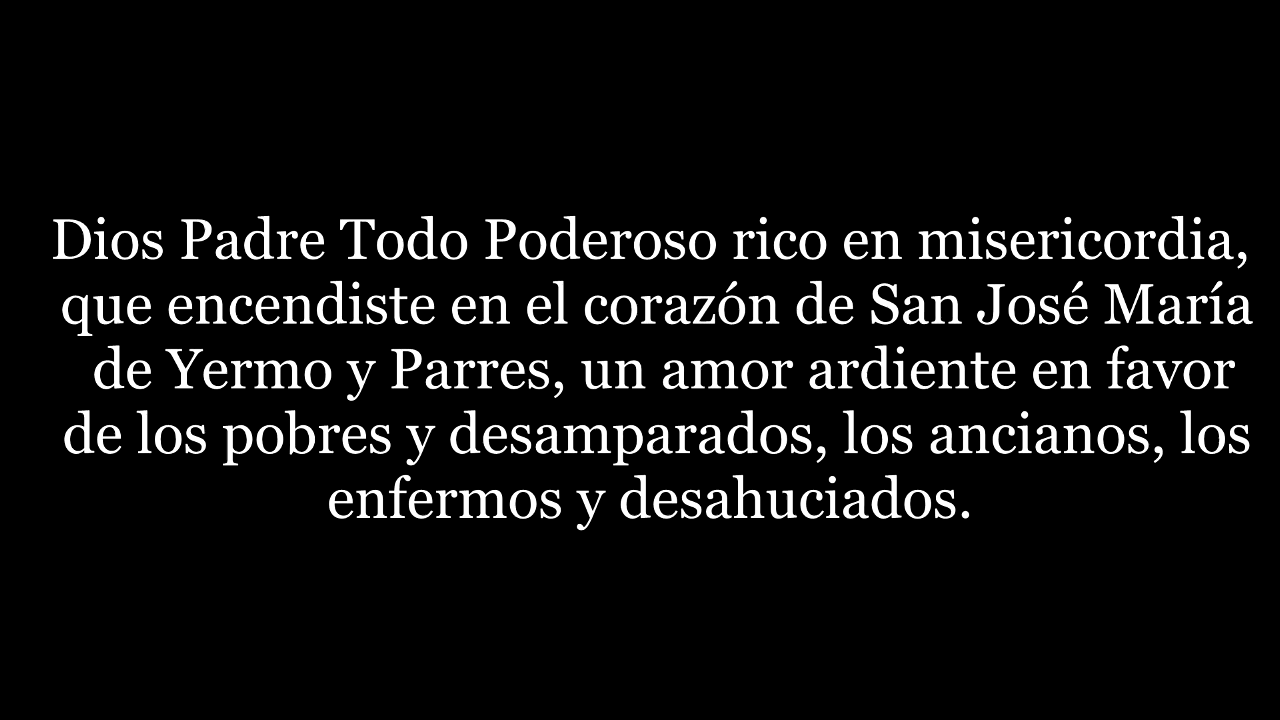 Dios Padre Todo Poderoso rico en misericordia,
que encendiste en el corazón de San José María
de Yermo y Parres, un amor ardiente en favor
de los pobres y desamparados, los ancianos, los
enfermos y desahuciados.